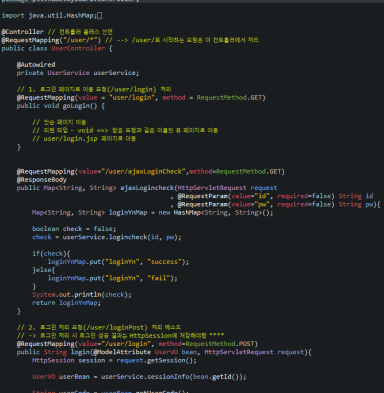 import java.util.HashMap;
@Controller // 컨트롤러 클래스 선언
@RequestMapping("/user/*") // --> /user/로 시작하는 요청은 이 컨트롤러에서 처리
public class UserController {
@Autowired
private UserService userService;
// 1. 로그인 페이지로 이동 요청(/user/login) 처리
@RequestMapping(value = "user/login", method = RequestMethod.GET)
public void goLogin() {
// 단순 페이지 이동
// 리턴 타입 - void ==> 받은 요청과 같은 이름의 뷰 페이지로 이동
// user/login.jsp 페이지로 이동
}
@RequestMapping(value="/user/ajaxLoginCheck",method=RequestMethod.GET)
@ResponseBody
public Map<String, String> ajaxLogincheck(HttpServletRequest request
, @RequestParam(value="id", required=false) String id
, @RequestParam(value="pw", required=false) String pw){
Map<String, String> loginYnMap = new HashMap<String, String>();
boolean check = false;
check = userService.logincheck(id, pw);
if(check){
loginYnMap.put("loginYn", "success");
}else{
loginYnMap.put("loginYn", "fail");
}
System.out.println(check);
return loginYnMap;
}
// 2. 로그인 처리 요청(/user/loginPost) 처리 메소드
// -> 로그인 처리 시 로그인 성공 결과는 HttpSession에 저장해야함 ****
@RequestMapping(value="/user/login", method=RequestMethod.POST)
public String login(@ModelAttribute UserVO bean, HttpServletRequest request){
HttpSession session = request.getSession();
UserVO userBean = userService.sessionInfo(bean.getId());